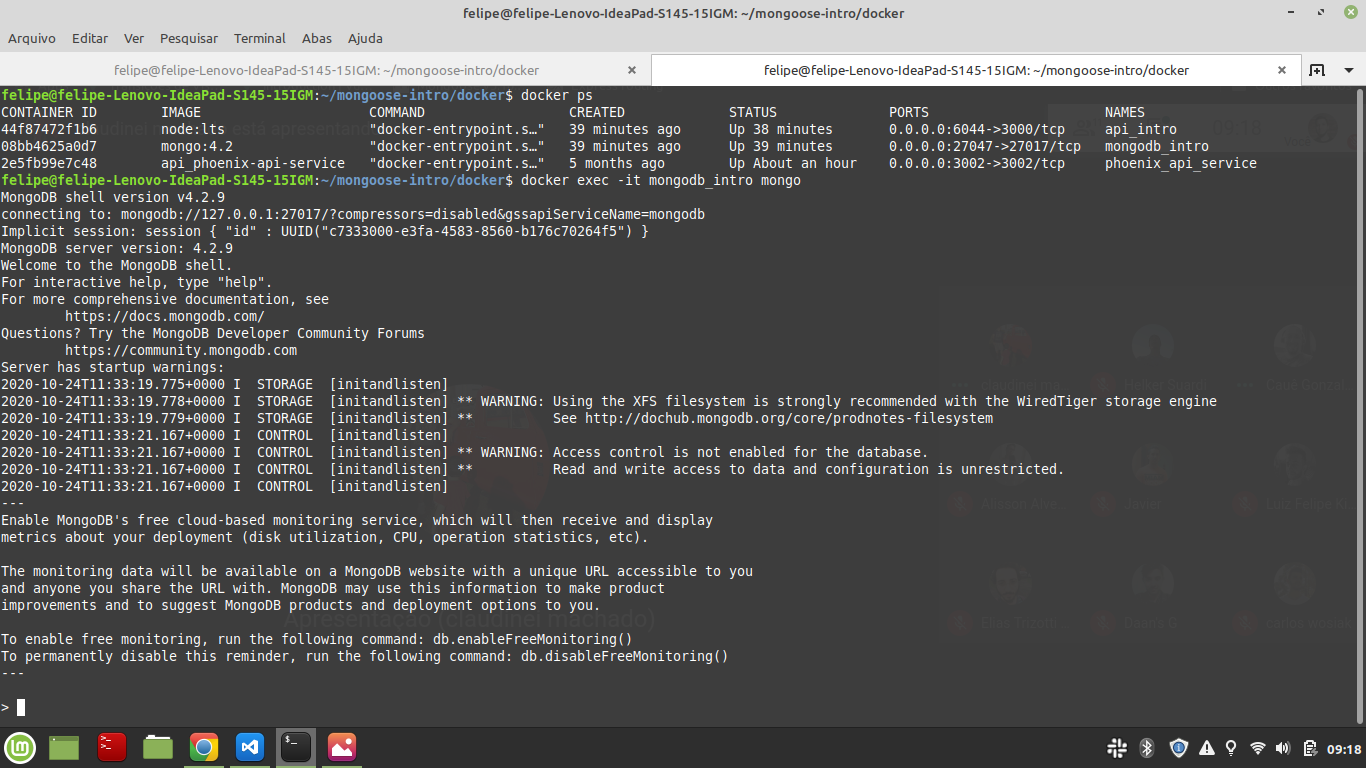 felipe@felipe-Lenovo-IdeaPad-S145-15IGM: ~/mongoose-intro/docker
Arquivo Editar Ver Pesquisar Terminal Abas Ajuda
felipe@felipe-Lenovo-IdeaPad-S145-15IGM: ~/mongoose-intro/docker × felipe@felipe-Lenovo-IdeaPad-S145-15IGM: ~/mongoose-intro/docker ×
felipe@felipe-Lenovo-IdeaPad-S145-15IGM:~/mongoose-intro/docker$ docker ps
CONTAINER ID        IMAGE                     COMMAND                  CREATED             STATUS              PORTS                      NAMES
44f87472f1b6        node:lts                  "docker-entrypoint.s…"   39 minutes ago      Up 38 minutes       0.0.0.0:6044->3000/tcp     api_intro
08bb4625a0d7        mongo:4.2                 "docker-entrypoint.s…"   39 minutes ago      Up 39 minutes       0.0.0.0:27047->27017/tcp   mongodb_intro
2e5fb99e7c48        api_phoenix-api-service   "docker-entrypoint.s…"   5 months ago        Up About an hour    0.0.0.0:3002->3002/tcp     phoenix_api_service
felipe@felipe-Lenovo-IdeaPad-S145-15IGM:~/mongoose-intro/docker$ docker exec -it mongodb_intro mongo
MongoDB shell version v4.2.9
connecting to: mongodb://127.0.0.1:27017/?compressors=disabled&gssapiServiceName=mongodb
Implicit session: session { "id" : UUID("c7333000-e3fa-4583-8560-b176c70264f5") }
MongoDB server version: 4.2.9
Welcome to the MongoDB shell.
For interactive help, type "help".
For more comprehensive documentation, see
        https://docs.mongodb.com/
Questions? Try the MongoDB Developer Community Forums
        https://community.mongodb.com
Server has startup warnings:
2020-10-24T11:33:19.775+0000 I  STORAGE  [initandlisten]
2020-10-24T11:33:19.778+0000 I  STORAGE  [initandlisten] ** WARNING: Using the XFS filesystem is strongly recommended with the WiredTiger storage engine
2020-10-24T11:33:19.779+0000 I  STORAGE  [initandlisten] **          See http://dochub.mongodb.org/core/prodnotes-filesystem
2020-10-24T11:33:21.167+0000 I  CONTROL  [initandlisten]
2020-10-24T11:33:21.167+0000 I  CONTROL  [initandlisten] ** WARNING: Access control is not enabled for the database.
2020-10-24T11:33:21.167+0000 I  CONTROL  [initandlisten] **          Read and write access to data and configuration is unrestricted.
2020-10-24T11:33:21.167+0000 I  CONTROL  [initandlisten]
---
Enable MongoDB's free cloud-based monitoring service, which will then receive and display
metrics about your deployment (disk utilization, CPU, operation statistics, etc).
The monitoring data will be available on a MongoDB website with a unique URL accessible to you
and anyone you share the URL with. MongoDB may use this information to make product
improvements and to suggest MongoDB products and deployment options to you.
Apresentação (claudinei machado)
To enable free monitoring, run the following command: db.enableFreeMonitoring()
To permanently disable this reminder, run the following command: db.disableFreeMonitoring()
---
>
09:18